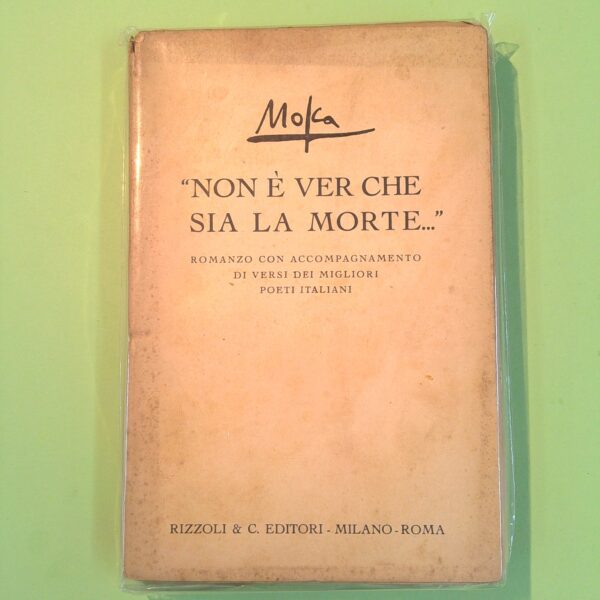 Mosca
"NON È VER CHE
SIA LA MORTE..."
ROMANZO CON ACCOMPAGNAMENTO
DI VERSI DEI MIGLIORI
POETI ITALIANI
RIZZOLI & C. EDITORI - MILANO - ROMA